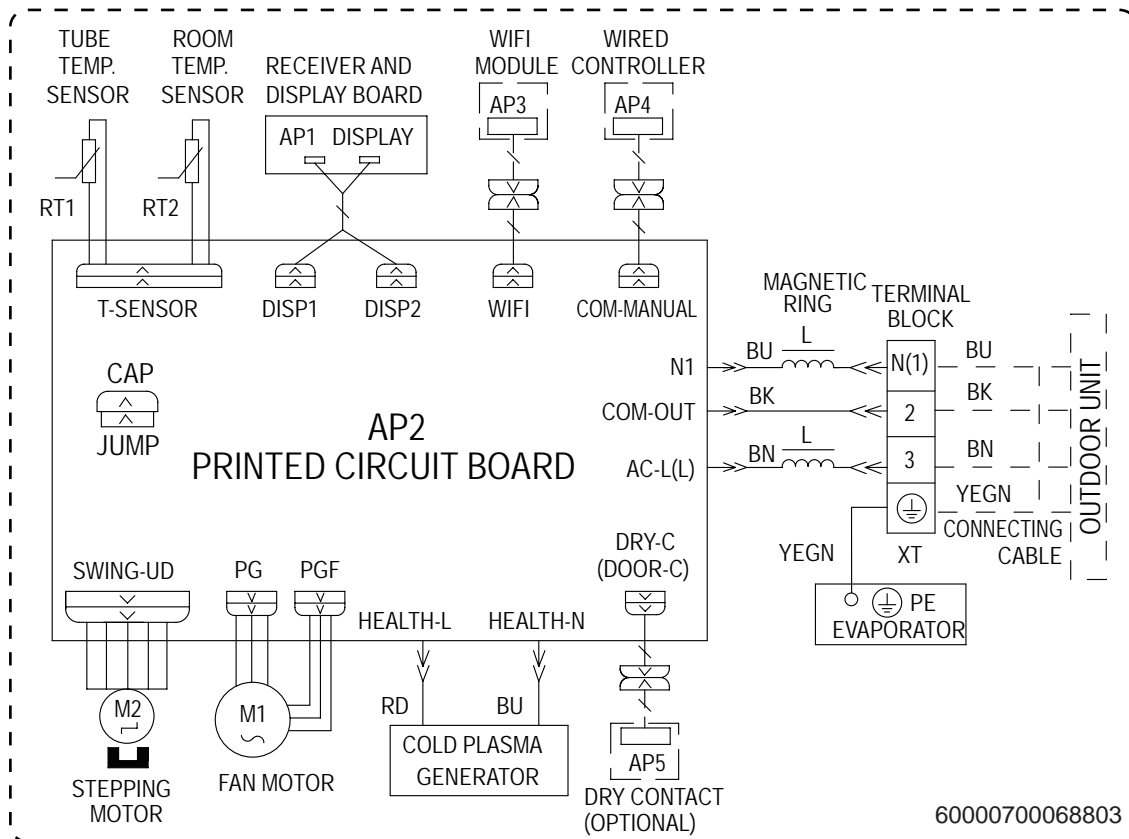 TUBE
TEMP.
SENSOR
ROOM
TEMP.
SENSOR
RECEIVER AND
DISPLAY BOARD
AP1 DISPLAY
WIFI
MODULE
AP3
WIRED
CONTROLLER
AP4
RT1
RT2
T-SENSOR
DISP1
DISP2
WIFI
COM-MANUAL
CAP
JUMP
AP2
PRINTED CIRCUIT BOARD
N1
COM-OUT
AC-L(L)
MAGNETIC
RING
TERMINAL
BLOCK
BU
L
N(1)
BU
BK
2
BK
BN
L
3
BN
YEGN
CONNECTING
CABLE
OUTDOOR UNIT
XT
YEGN
PE
EVAPORATOR
SWING-UD
PG
PGF
HEALTH-L
HEALTH-N
DRY-C
(DOOR-C)
M2
STEPPING
MOTOR
M1
FAN MOTOR
RD
BU
COLD PLASMA
GENERATOR
AP5
DRY CONTACT
(OPTIONAL)
60000700068803